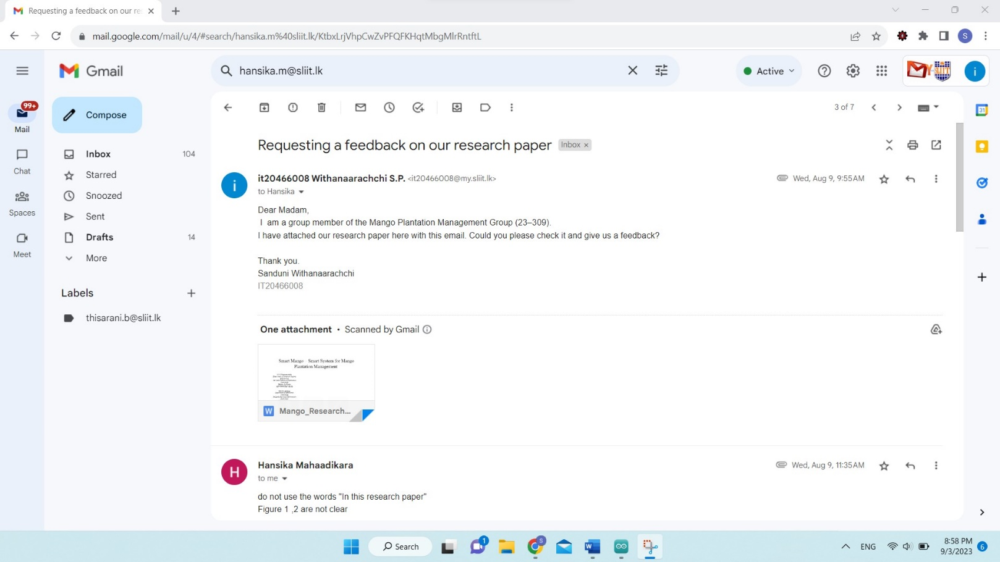 Requesting a feedback on our re
mail.google.com/mail/u/4/#search/hansika.m%40sliit.lk/KtbxLrjVhpCwZvPFQFKHqtMbgMlrRntftL
S
Gmail
hansika.m@sliit.lk
Active
i
99+
Mail
Chat
Spaces
Meet
Compose
Inbox 104
Starred
Snoozed
Sent
Drafts 14
More
Labels
thisarani.b@sliit.lk
3 of 7
31
Requesting a feedback on our research paper Inbox ×
i
it20466008 Withanaarachchi S.P. <it20466008@my.sliit.lk> Wed, Aug 9, 9:55AM
to Hansika
Dear Madam,
I am a group member of the Mango Plantation Management Group (23–309).
I have attached our research paper here with this email. Could you please check it and give us a feedback?
Thank you.
Sanduni Withanaarachchi
IT20466008
One attachment • Scanned by Gmail
Smart Mango – Smart System for Mango
Plantation Management
W Mango_Research...
H
Hansika Mahaadikara Wed, Aug 9, 11:35AM
to me
do not use the words "In this research paper"
Figure 1 ,2 are not clear
Search
1
S
W
ENG
8:58 PM
9/3/2023
6